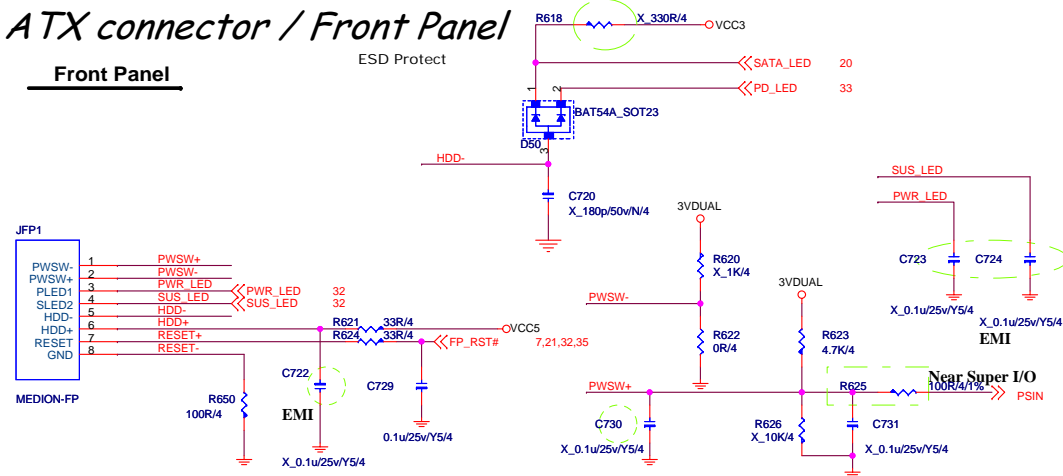 ATX connector / Front Panel
Front Panel
ESD Protect
R618
X_330R/4
VCC3
SATA_LED 20
PD_LED 33
1
2
BAT54A_SOT23
D50
3
HDD-
C720
X_180p/50v/N/4
SUS_LED
PWR_LED
C723
C724
X_0.1u/25v/Y5/4
X_0.1u/25v/Y5/4
EMI
JFP1
PWSW- 1 PWSW+
PWSW+ 2 PWSW-
PLED1 3 PWR_LED PWR_LED 32
SLED2 4 SUS_LED SUS_LED 32
HDD- 5 HDD-
HDD+ 6 HDD+ R621 33R/4 VCC5
RESET 7 RESET+ R624 33R/4 FP_RST# 7,21,32,35
GND 8 RESET-
MEDION-FP
R650
100R/4
C722
EMI
X_0.1u/25v/Y5/4
C729
0.1u/25v/Y5/4
3VDUAL
R620
X_1K/4
PWSW-
R622
0R/4
3VDUAL
R623
4.7K/4
PWSW+
R625
Near Super I/O
100R/4/1%
PSIN
C730
X_0.1u/25v/Y5/4
R626
X_10K/4
C731
X_0.1u/25v/Y5/4